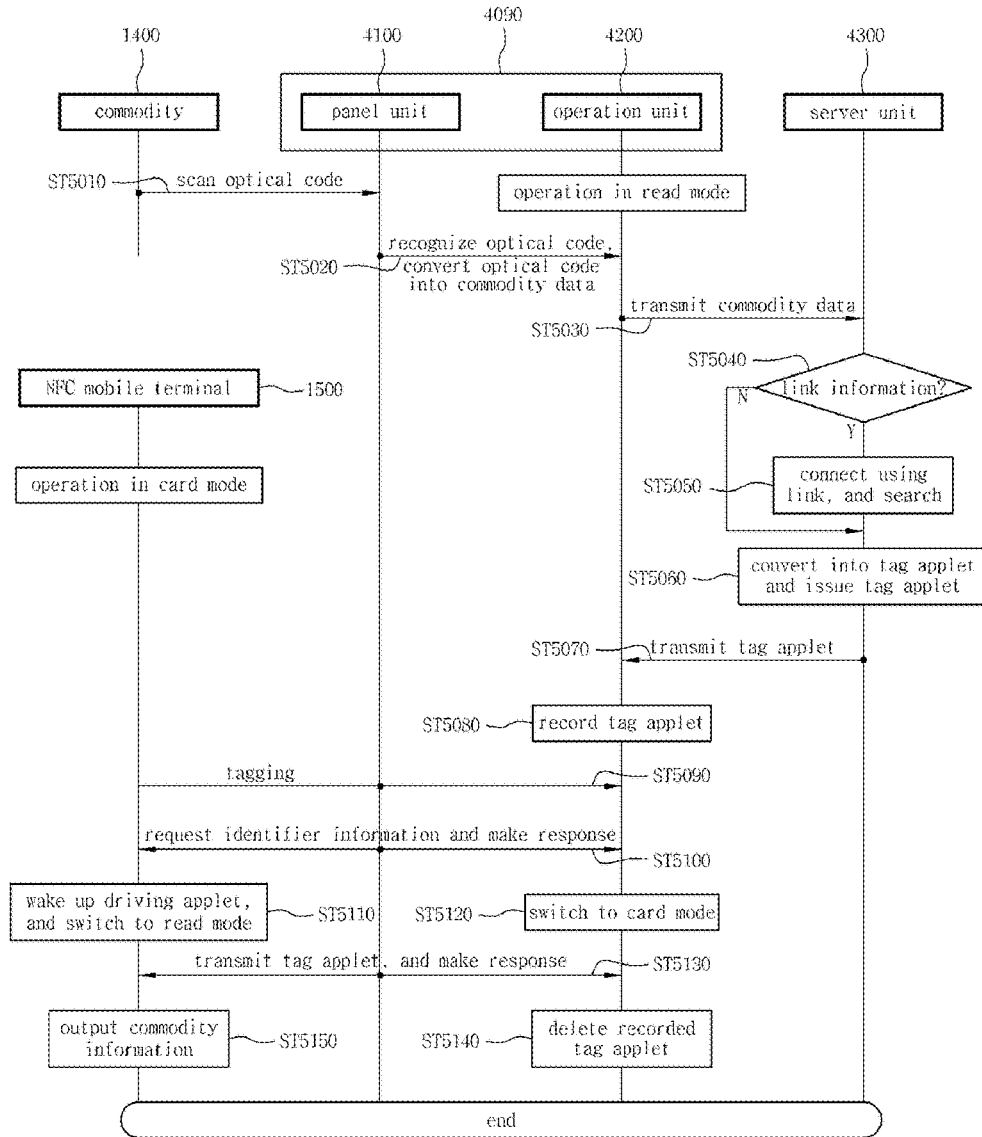 1400
4100
4090
4200
4300
commodity
panel unit
operation unit
server unit
ST5010
scan optical code
operation in read mode
recognize optical code,
ST5020
convert optical code
into commodity data
transmit commodity data
ST5030
ST5040
NFC mobile terminal
1500
link information?
N
Y
operation in card mode
ST5050
connect using
link, and search
ST5060
convert into tag applet
and issue tag applet
ST5070
transmit tag applet
ST5080
record tag applet
tagging
ST5090
request identifier information and make response
ST5100
wake up driving applet,
and switch to read mode
ST5110
ST5120
switch to card mode
transmit tag applet, and make response
ST5130
output commodity
information
ST5150
ST5140
delete recorded
tag applet
end